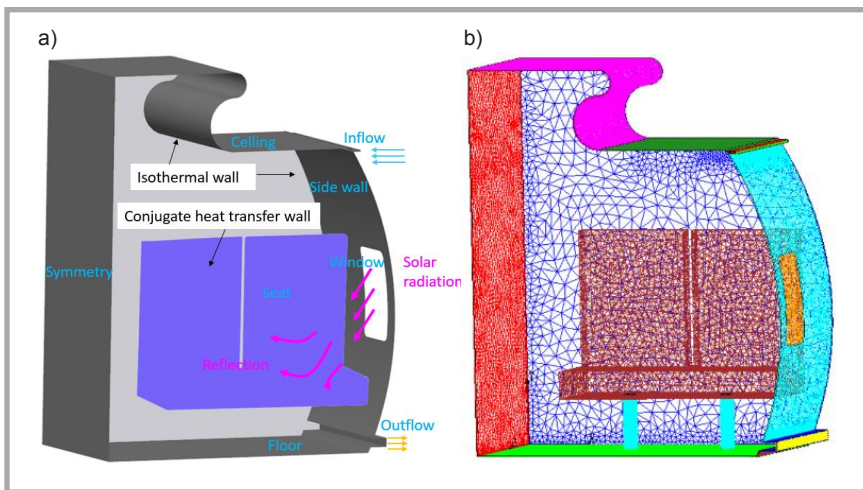 a)
b)
Celling
Inflow
Isothermal wall
Side wall
Conjugate heat transfer wall
Symmetry
Window
Solar
radiation
Seat
Reflection
Outflow
Floor